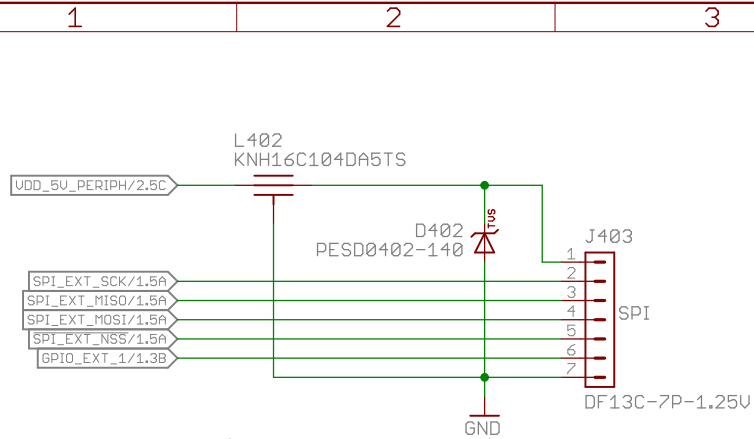 1 2 3
L402
KNH16C104DA5TS
VDD_5V_PERIPH/2.5C
TVS
D402
PESD0402-140
J403
1
2
SPI_EXT_SCK/1.5A
3
SPI_EXT_MISO/1.5A
4
SPI_EXT_MOSI/1.5A
SPI
5
SPI_EXT_NSS/1.5A
6
GPIO_EXT_1/1.3B
7
DF13C-7P-1.25V
GND